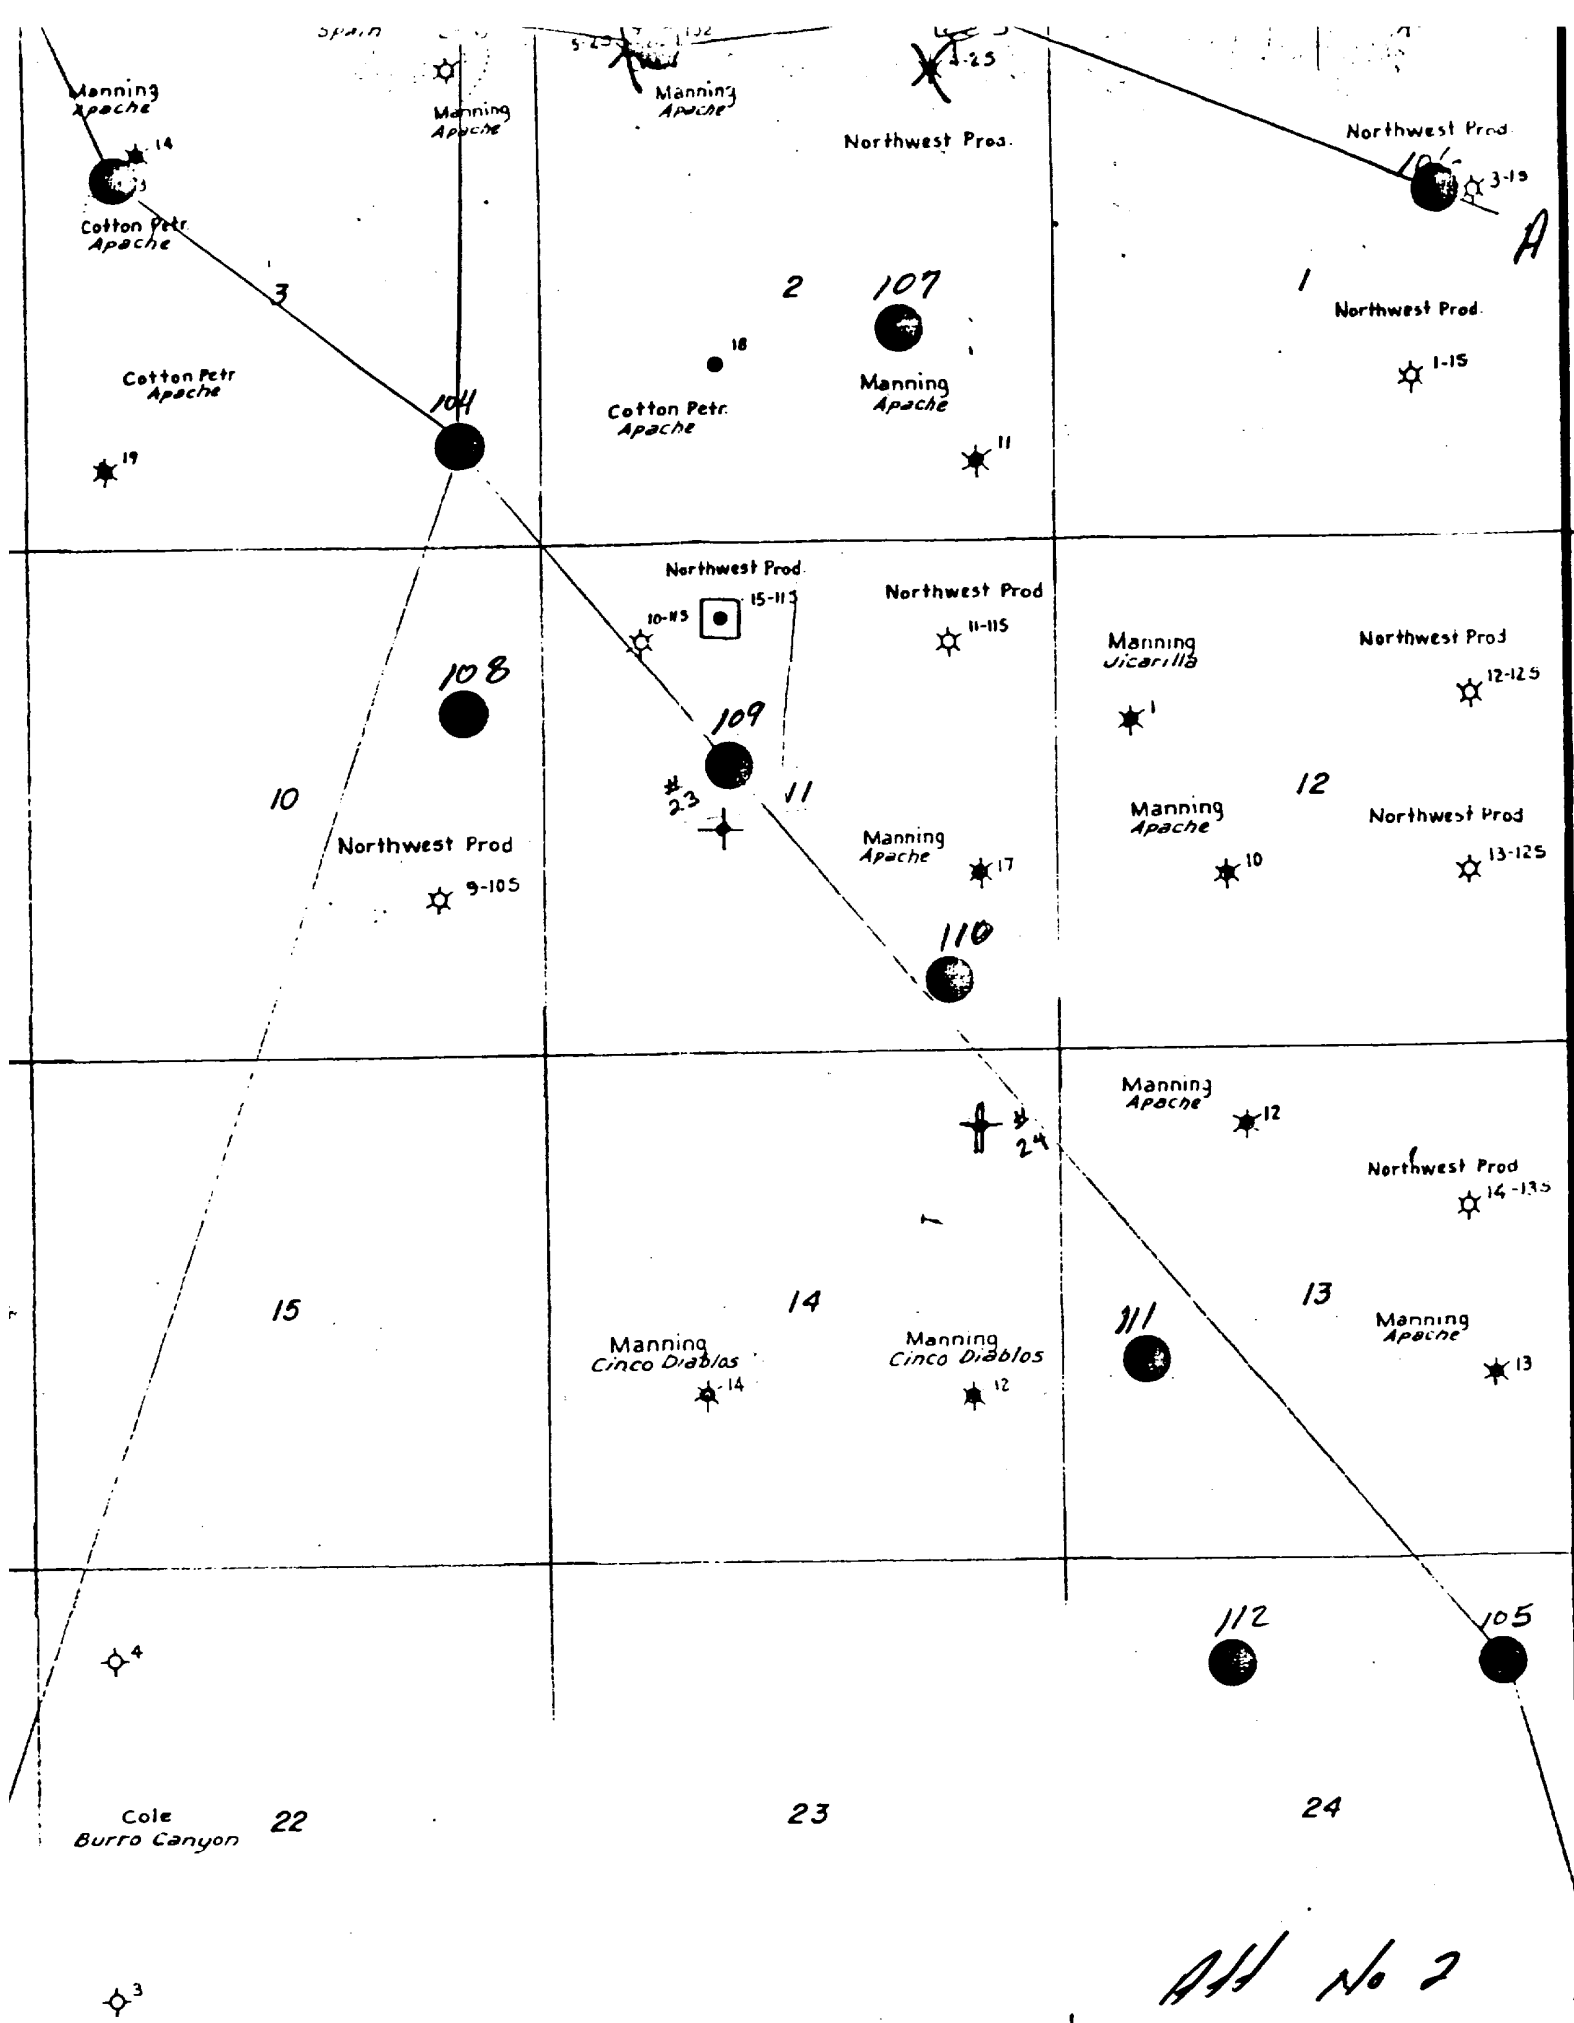 Spain
Manning
Apache
14
Manning
Apache
Manning
Apache
4-2S
Northwest Prod.
Northwest Prod.
3-1S
A
Cotton Petr.
Apache
3
2
107
1
Northwest Prod.
1-1S
18
Cotton Petr
Apache
104
Cotton Petr.
Apache
Manning
Apache
19
11
Northwest Prod.
15-11S
10-11S
Northwest Prod
11-11S
Manning
Jicarilla
1
Northwest Prod
12-12S
108
109
#
23
10
11
12
Northwest Prod
9-10S
Manning
Apache
17
Manning
Apache
10
Northwest Prod
13-12S
110
Manning
Apache
12
#
24
Northwest Prod
14-13S
15
14
13
111
Manning
Cinco Diablos
14
Manning
Cinco Diablos
12
Manning
Apache
13
112
105
4
Cole
Burro Canyon
22
23
24
3
Att No 2